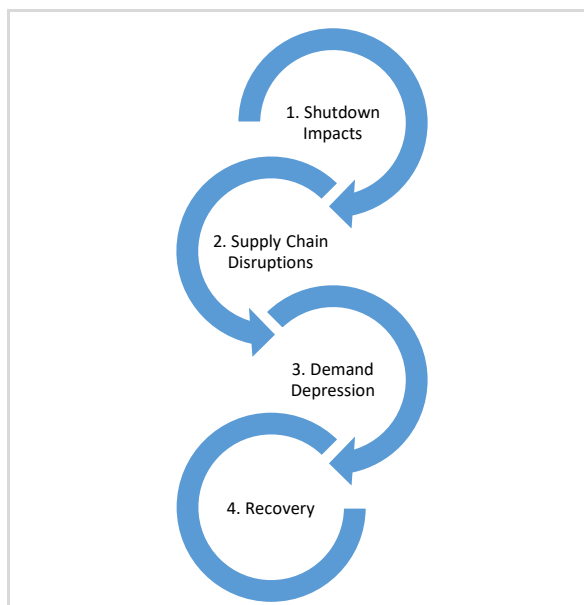 1. Shutdown
Impacts
2. Supply Chain
Disruptions
3. Demand
Depression
4. Recovery